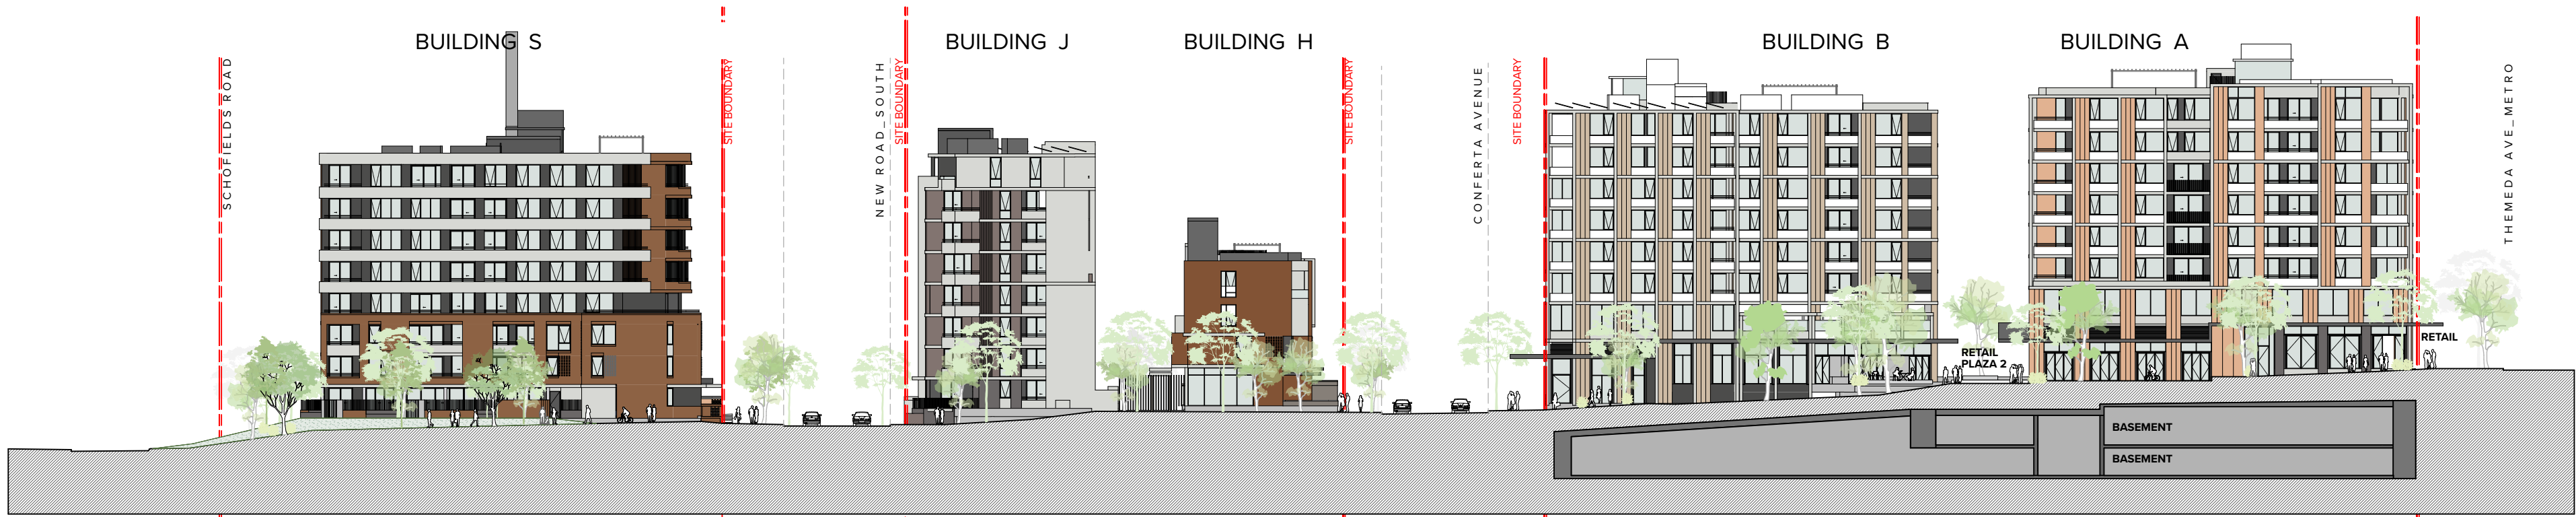 BUILDING S
BUILDING J
BUILDING H
BUILDING B
BUILDING A
SCHOFIELDS ROAD
SITE BOUNDARY
NEW ROAD_SOUTH
SITE BOUNDARY
SITE BOUNDARY
CONFERTA AVENUE
SITE BOUNDARY
THEMEDA AVE_METRO
RETAIL
PLAZA 2
RETAIL
BASEMENT
BASEMENT